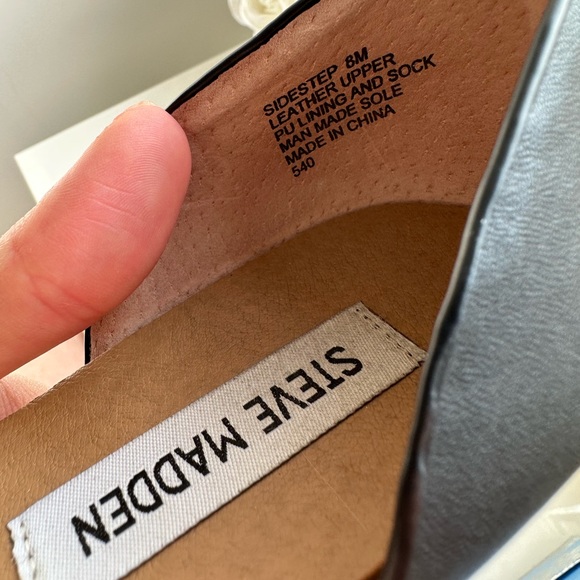 SIDESTEP 8M
LEATHER UPPER
PU LINING AND SOCK
MAN MADE SOLE
MADE IN CHINA
540
STEVE MADDEN